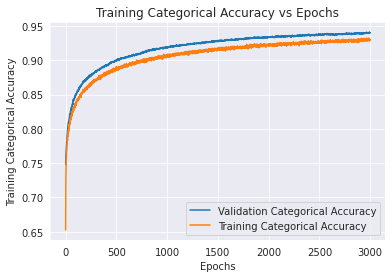 Training Categorical Accuracy vs Epochs
Training Categorical Accuracy
0.95
0.90
0.85
0.80
0.75
0.70
0.65
Validation Categorical Accuracy
Training Categorical Accuracy
0 500 1000 1500 2000 2500 3000
Epochs